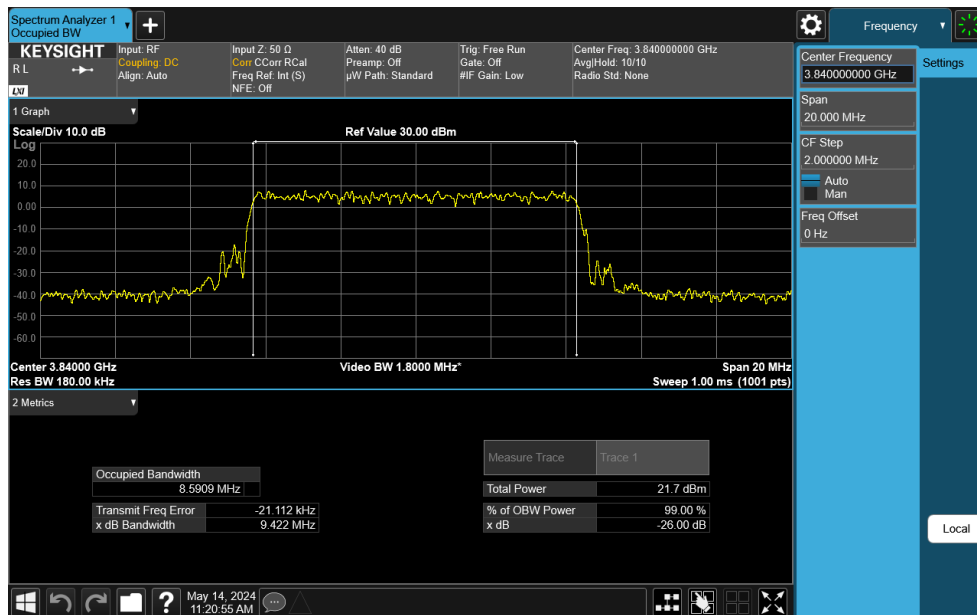 Spectrum Analyzer 1
Occupied BW
Frequency
KEYSIGHT
R L
LXI
Input: RF
Coupling: DC
Align: Auto
Input Z: 50 Ω
Corr CCorr RCal
Freq Ref: Int (S)
NFE: Off
Atten: 40 dB
Preamp: Off
µW Path: Standard
Trig: Free Run
Gate: Off
#IF Gain: Low
Center Freq: 3.840000000 GHz
Avg|Hold: 10/10
Radio Std: None
Center Frequency
3.840000000 GHz
Settings
Span
20.000 MHz
CF Step
2.000000 MHz
Auto
Man
Freq Offset
0 Hz
Local
1 Graph
Scale/Div 10.0 dB
Ref Value 30.00 dBm
Log
20.0
10.0
0.00
-10.0
-20.0
-30.0
-40.0
-50.0
-60.0
Center 3.84000 GHz
Video BW 1.8000 MHz*
Span 20 MHz
Res BW 180.00 kHz
Sweep 1.00 ms (1001 pts)
2 Metrics
Measure Trace
Trace 1
Occupied Bandwidth
8.5909 MHz
Total Power
21.7 dBm
Transmit Freq Error
-21.112 kHz
% of OBW Power
99.00 %
x dB Bandwidth
9.422 MHz
x dB
-26.00 dB
May 14, 2024
11:20:55 AM